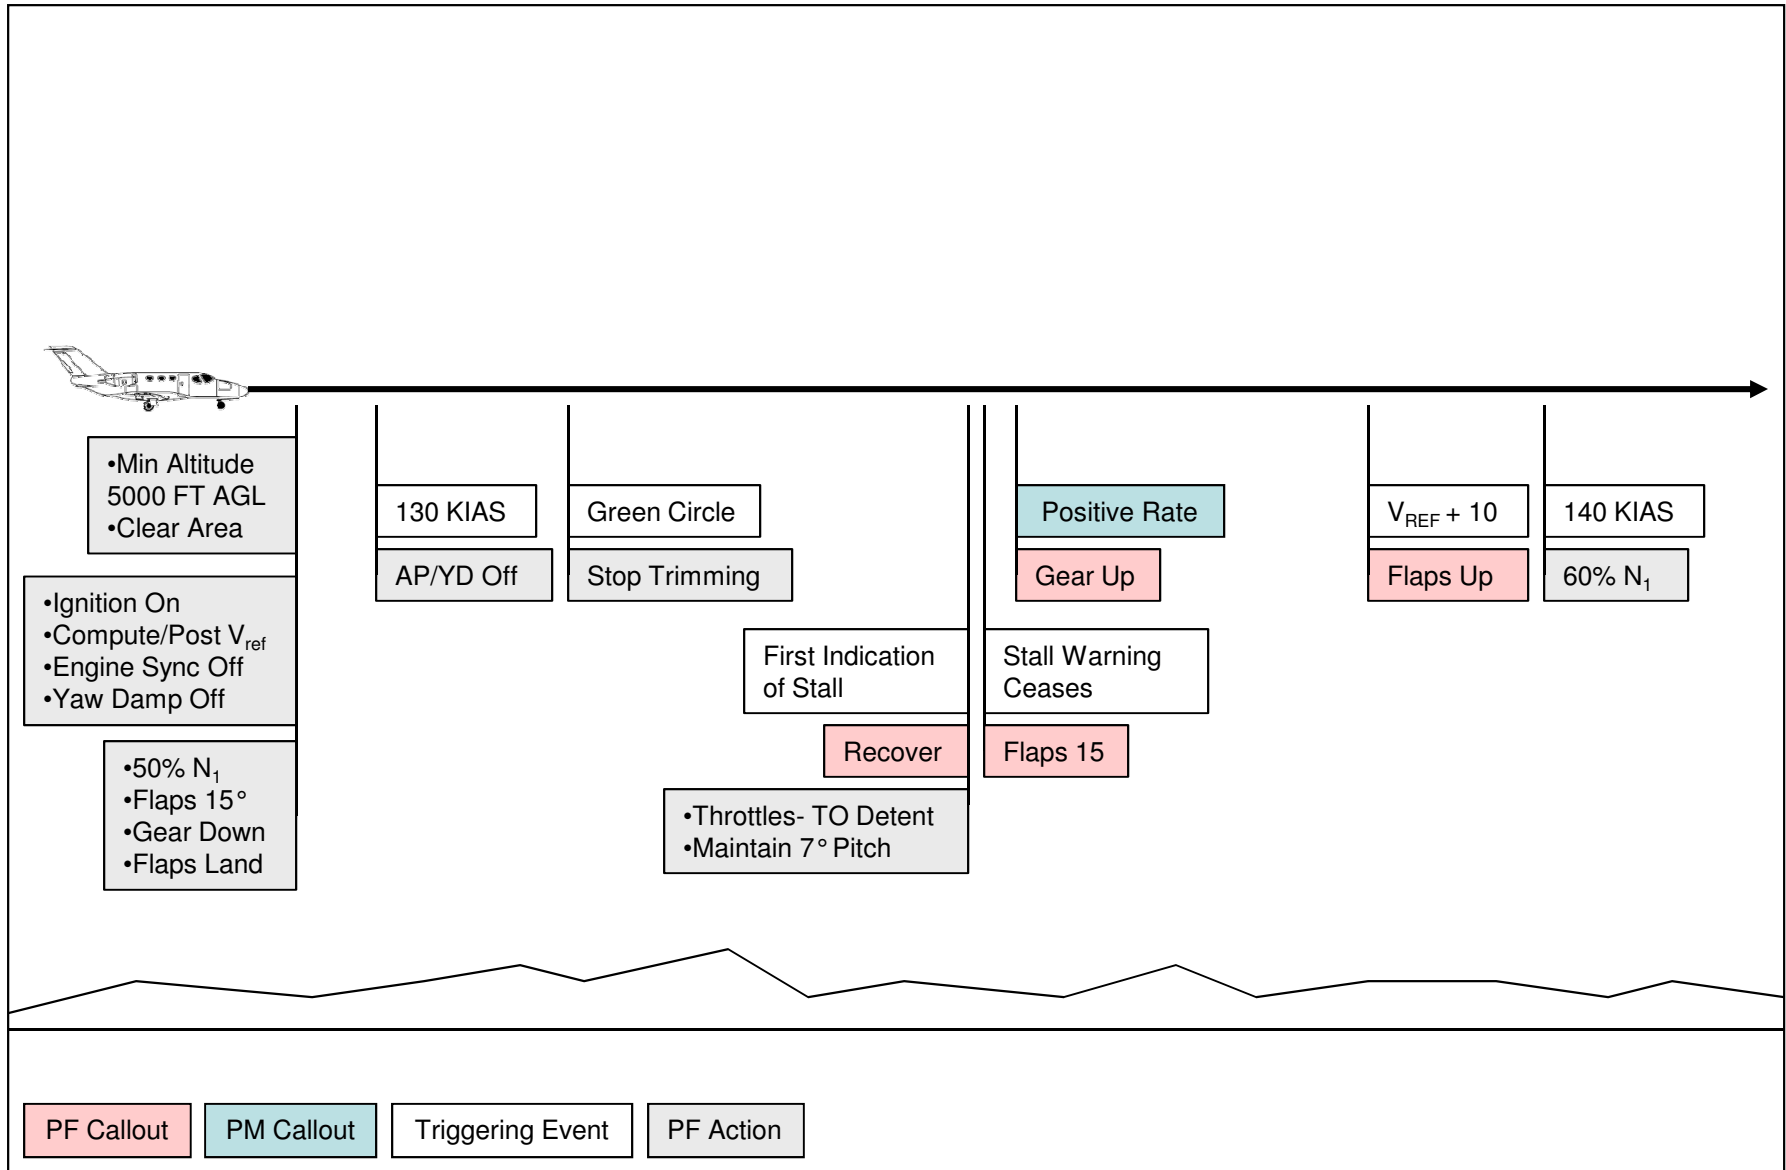 •Min Altitude
5000 FT AGL
•Clear Area
•Ignition On
•Compute/Post Vref
•Engine Sync Off
•Yaw Damp Off
•50% N1
•Flaps 15°
•Gear Down
•Flaps Land
130 KIAS
AP/YD Off
Green Circle
Stop Trimming
First Indication
of Stall
Recover
•Throttles- TO Detent
•Maintain 7° Pitch
Stall Warning
Ceases
Flaps 15
Positive Rate
Gear Up
VREF + 10
Flaps Up
140 KIAS
60% N1
PF Callout
PM Callout
Triggering Event
PF Action